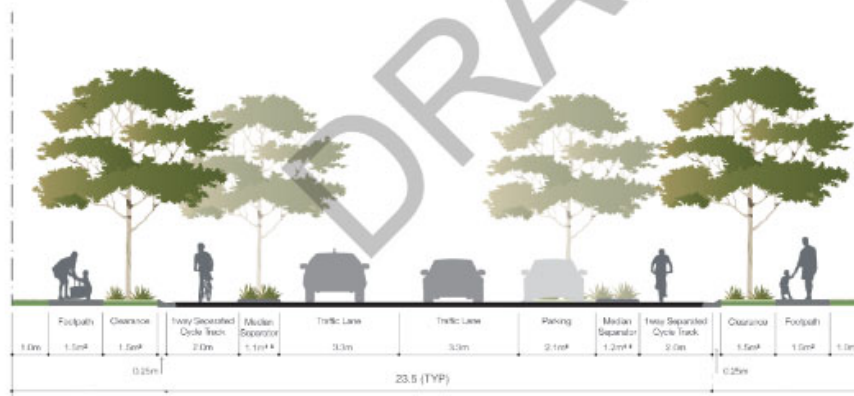 DRA
Footpath
Clearance
1way Separated
Cycle Track
Median
Separator
Traffic Lane
Traffic Lane
Parking
Median
Separator
1way Separated
Cycle Track
Clearance
Footpath
1.0m
1.5m
1.5m
2.0m
1.1m
3.3m
3.3m
2.1m
1.2m
2.0m
1.5m
1.5m
1.0m
0.25m
0.25m
23.5 (TYP)